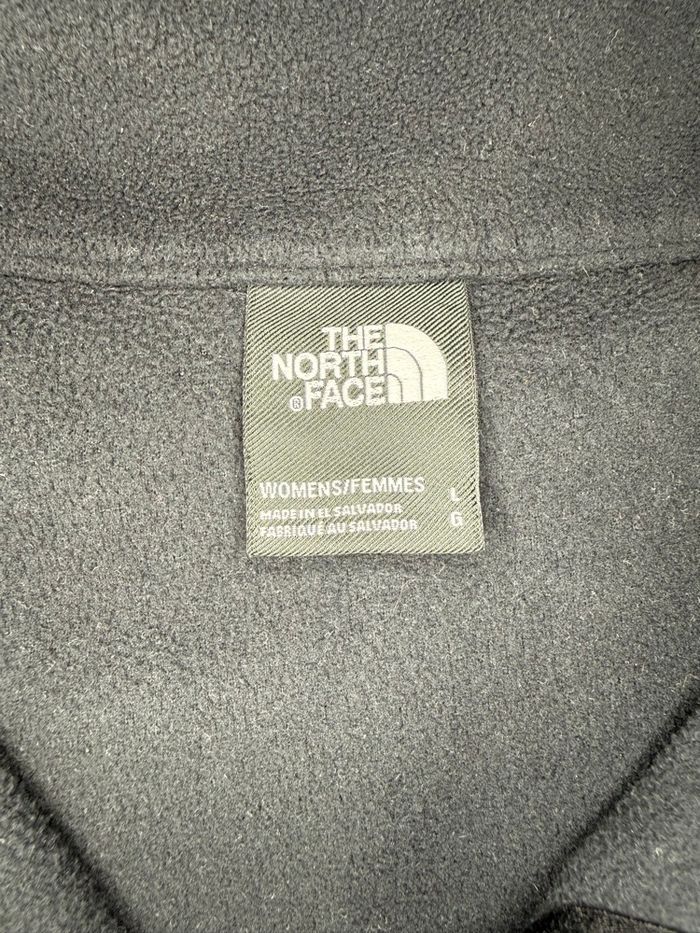 THE
NORTH
®FACE
WOMENS/FEMMES L
MADE IN EL SALVADOR
FABRIQUÉ AU SALVADOR G